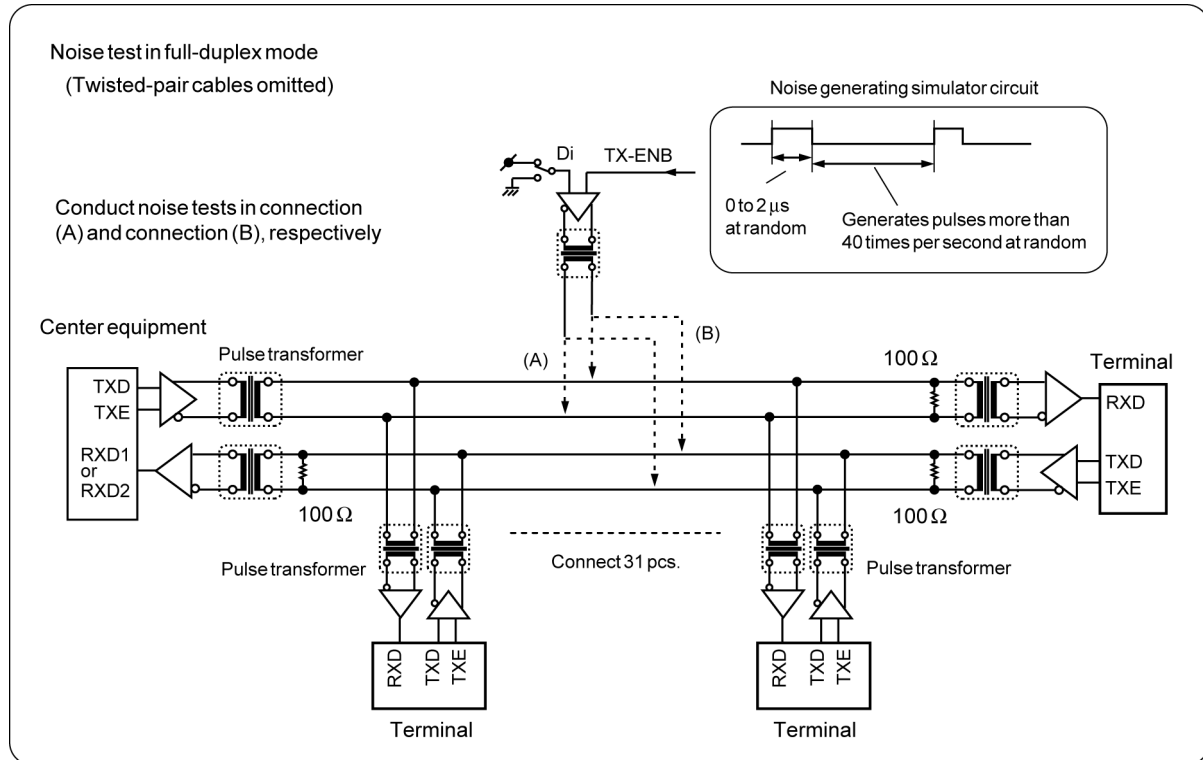 Noise test in full-duplex mode
(Twisted-pair cables omitted)
Noise generating simulator circuit
Di
TX-ENB
0 to 2 μs
at random
Generates pulses more than
40 times per second at random
Conduct noise tests in connection
(A) and connection (B), respectively
Center equipment
Pulse transformer
(A)
(B)
100 Ω
Terminal
TXD
TXE
RXD1
or
RXD2
RXD
TXD
TXE
100 Ω
100 Ω
Pulse transformer
Connect 31 pcs.
Pulse transformer
RXD
TXD
TXE
Terminal
RXD
TXD
TXE
Terminal